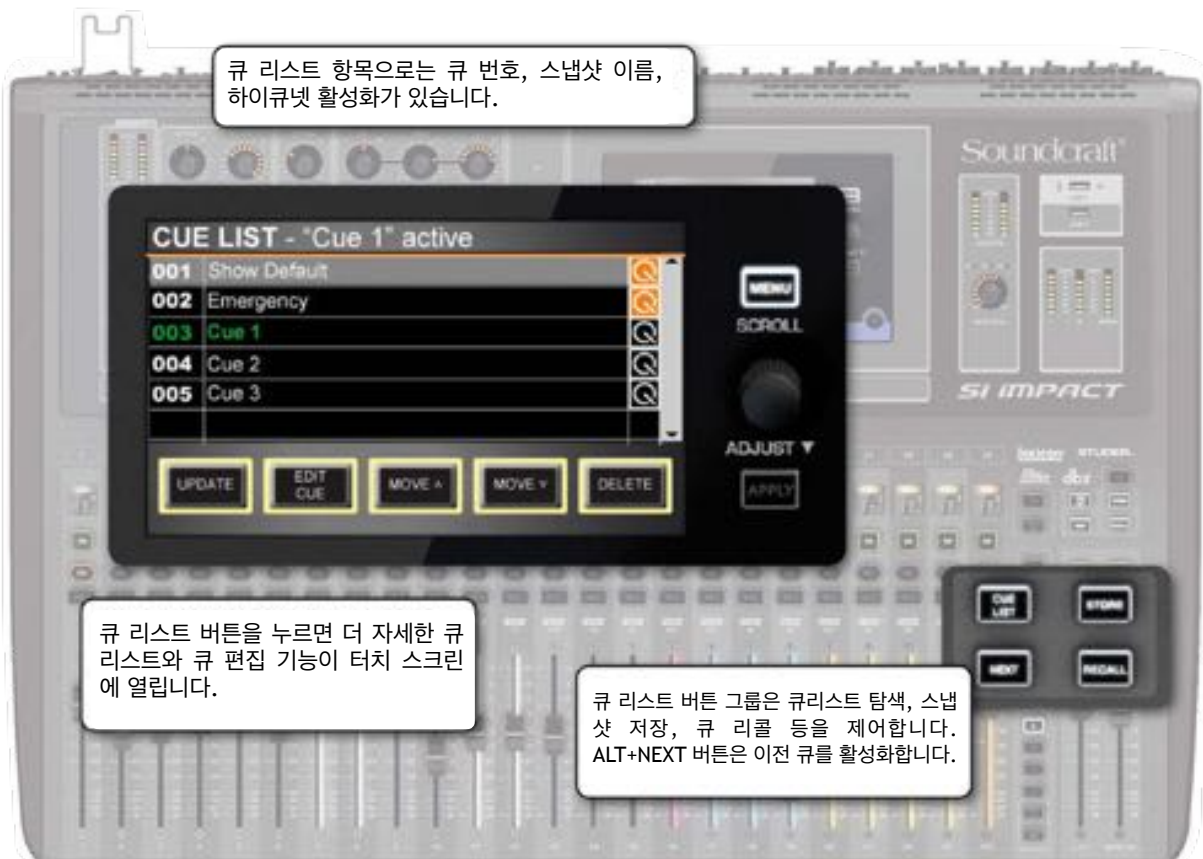 큐 리스트 항목으로는 큐 번호, 스냅샷 이름,
하이큐넷 활성화가 있습니다.
Soundcraft®
CUE LIST - "Cue 1" active
001 Show Default
002 Emergency
003 Cue 1
004 Cue 2
005 Cue 3
UPDATE
EDIT
CUE
MOVE ˄
MOVE ˅
DELETE
MENU
SCROLL
ADJUST ▼
APPLY
SI IMPACT
lexicon STUDER
dbx
큐 리스트 버튼을 누르면 더 자세한 큐
리스트와 큐 편집 기능이 터치 스크린
에 열립니다.
CUE
LIST
STORE
NEXT
RECALL
큐 리스트 버튼 그룹은 큐리스트 탐색, 스냅
샷 저장, 큐 리콜 등을 제어합니다.
ALT+NEXT 버튼은 이전 큐를 활성화합니다.